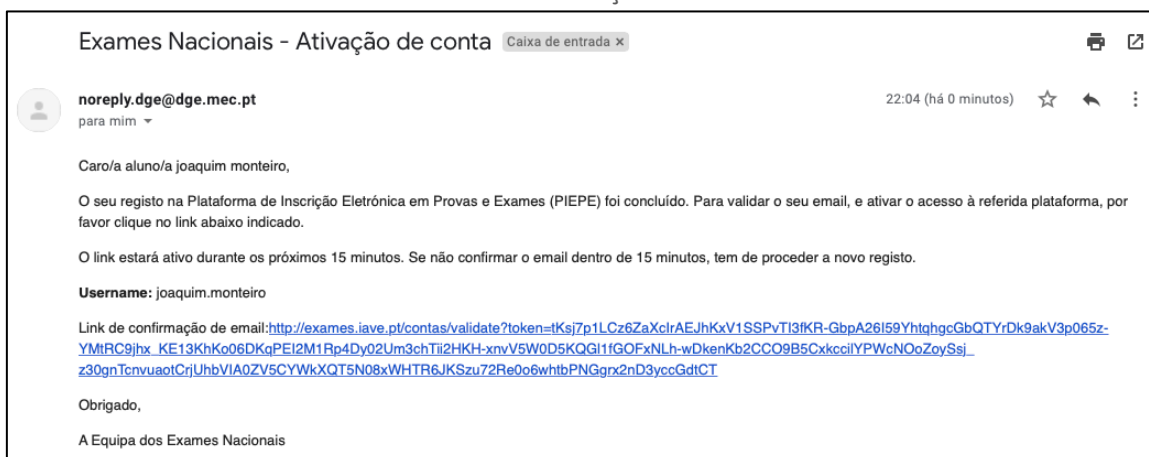 Exames Nacionais - Ativação de conta Caixa de entrada x
noreply.dge@dge.mec.pt 22:04 (há 0 minutos)
para mim
Caro/a aluno/a joaquim monteiro,
O seu registo na Plataforma de Inscrição Eletrónica em Provas e Exames (PIEPE) foi concluído. Para validar o seu email, e ativar o acesso à referida plataforma, por
favor clique no link abaixo indicado.
O link estará ativo durante os próximos 15 minutos. Se não confirmar o email dentro de 15 minutos, tem de proceder a novo registo.
Username: joaquim.monteiro
Link de confirmação de email:http://exames.iave.pt/contas/validate?token=tKsj7p1LCz6ZaXclrAEJhKxV1SSPvTI3fKR-GbpA26I59YhtqhgcGbQTYrDk9akV3p065z-
YMtRC9jhx_KE13KhKo06DKqPEI2M1Rp4Dy02Um3chTii2HKH-xnvV5W0D5KQGl1fGOFxNLh-wDkenKb2CCO9B5CxkccilYPWcNOoZoySsj_
z30gnTcnvuaotCrjUhbVIA0ZV5CYWkXQT5N08xWHTR6JKSzu72Re0o6whtbPNGgrx2nD3yccGdtCT
Obrigado,
A Equipa dos Exames Nacionais